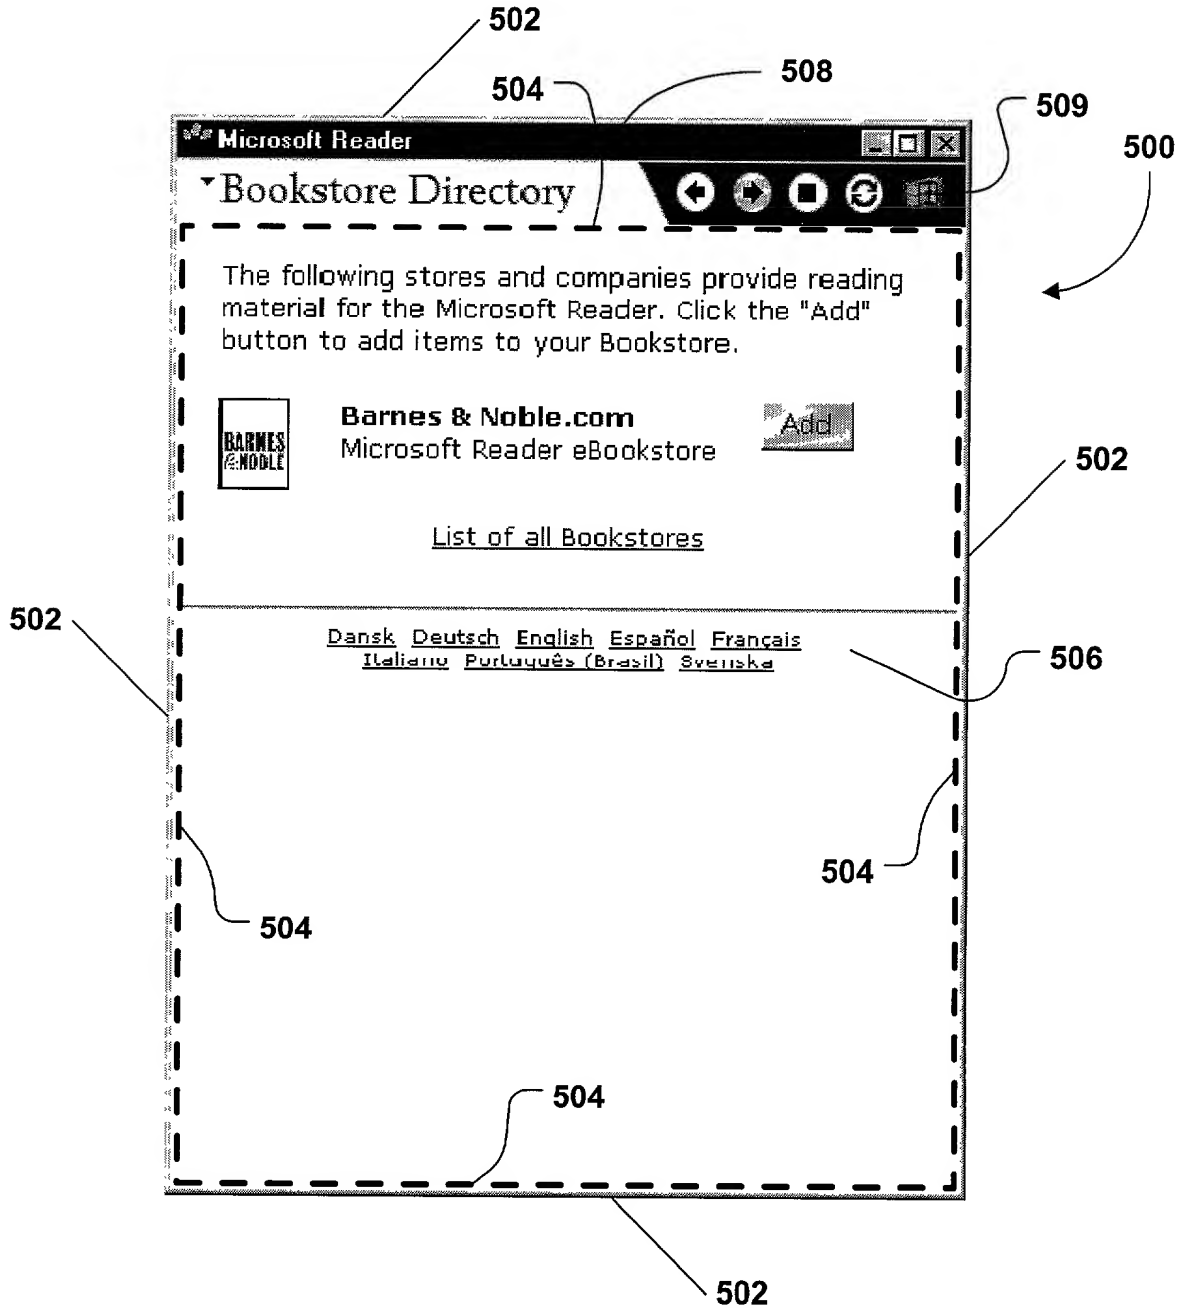 502
508
504
509
500
Microsoft Reader
Bookstore Directory
The following stores and companies provide reading
material for the Microsoft Reader. Click the "Add"
button to add items to your Bookstore.
BARNES
&NOBLE
Barnes & Noble.com
Microsoft Reader eBookstore
Add
502
List of all Bookstores
502
Dansk Deutsch English Español Français
Italiano Português (Brasil) Svenska
506
504
504
504
502